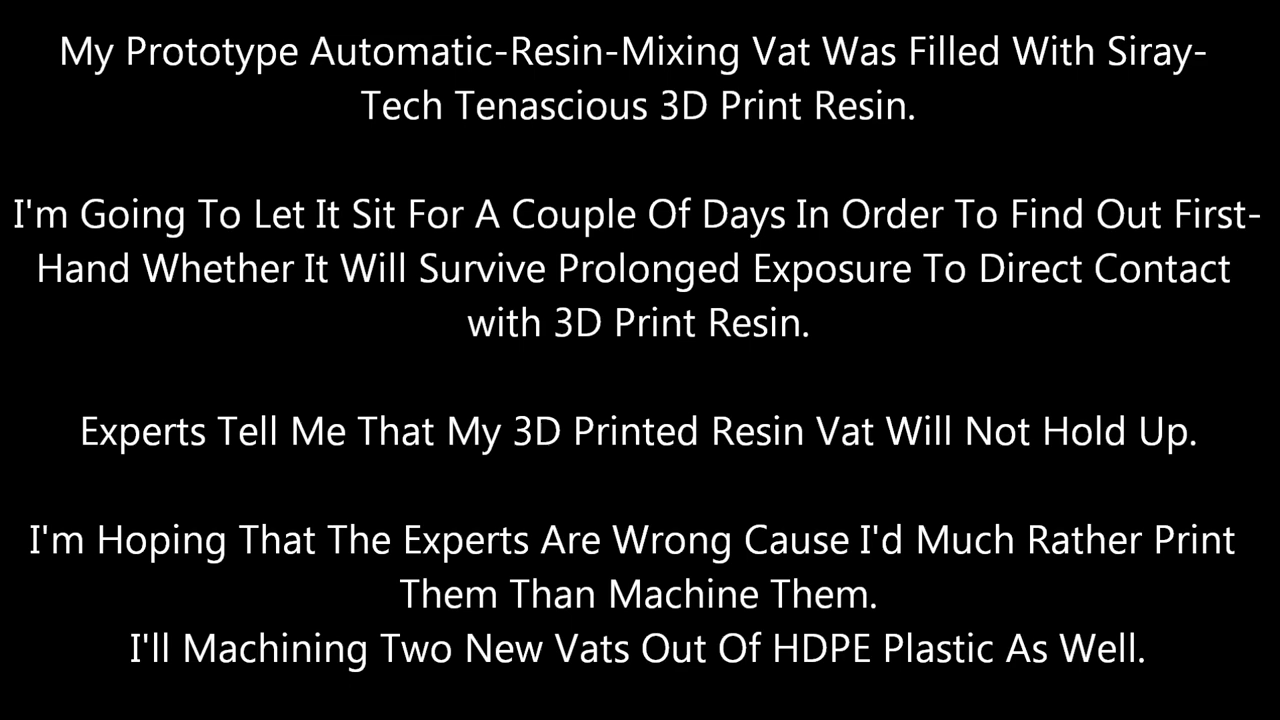 My Prototype Automatic-Resin-Mixing Vat Was Filled With Siray-
Tech Tenascious 3D Print Resin.
I'm Going To Let It Sit For A Couple Of Days In Order To Find Out First-
Hand Whether It Will Survive Prolonged Exposure To Direct Contact
with 3D Print Resin.
Experts Tell Me That My 3D Printed Resin Vat Will Not Hold Up.
I'm Hoping That The Experts Are Wrong Cause I'd Much Rather Print
Them Than Machine Them.
I'll Machining Two New Vats Out Of HDPE Plastic As Well.